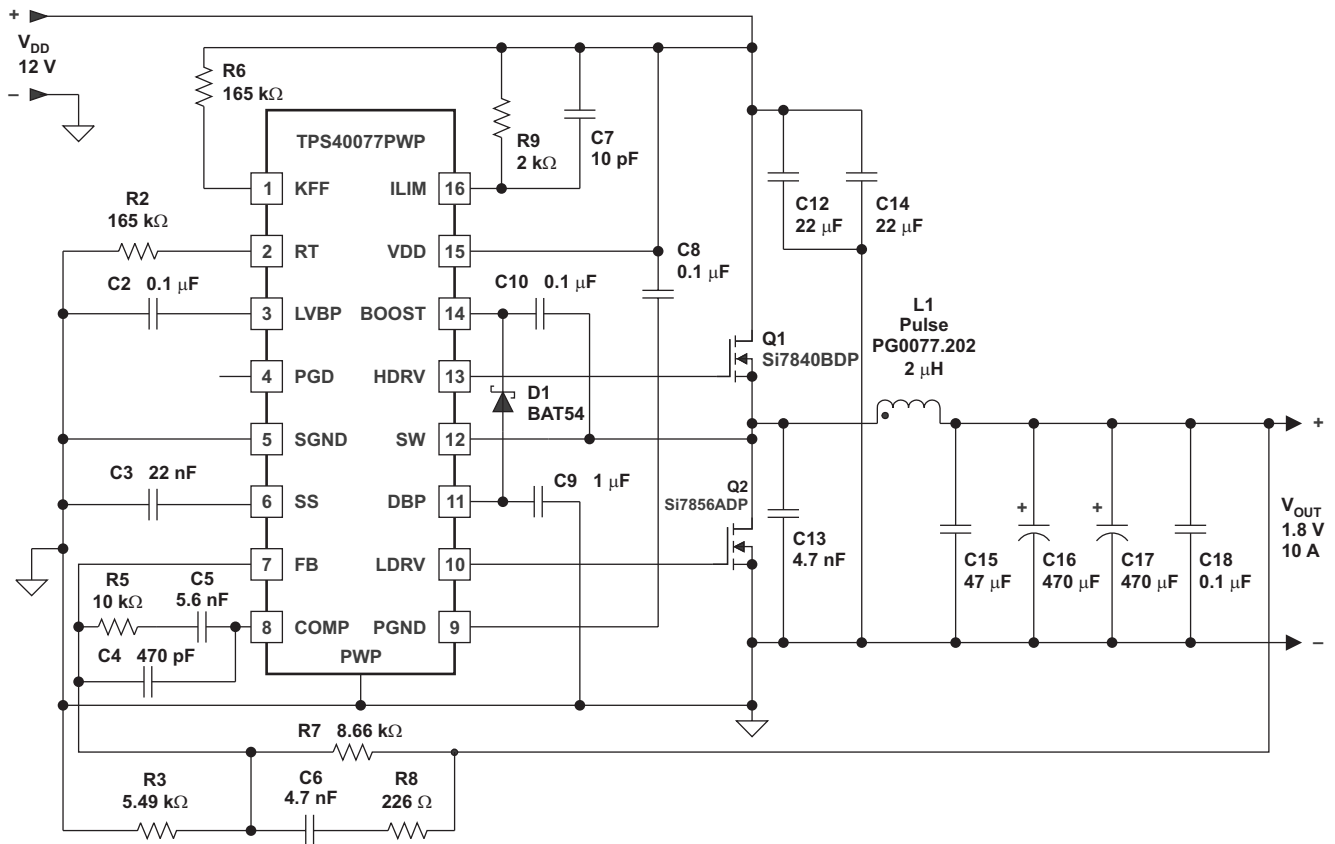 +
V_DD
12 V
–
R6
165 kΩ
TPS40077PWP
R9
2 kΩ
C7
10 pF
1 KFF
ILIM 16
R2
165 kΩ
2 RT
VDD 15
C2 0.1 μF
3 LVBP
BOOST 14
C10 0.1 μF
C8
0.1 μF
C12
22 μF
C14
22 μF
4 PGD
HDRV 13
D1
BAT54
Q1
Si7840BDP
L1
Pulse
PG0077.202
2 μH
5 SGND
SW 12
C3 22 nF
6 SS
DBP 11
C9 1 μF
Q2
Si7856ADP
7 FB
LDRV 10
R5
10 kΩ
C5
5.6 nF
8 COMP
PGND 9
C4 470 pF
PWP
C13
4.7 nF
C15
47 μF
+
C16
470 μF
+
C17
470 μF
C18
0.1 μF
+
V_OUT
1.8 V
10 A
–
R7 8.66 kΩ
R3
5.49 kΩ
C6
4.7 nF
R8
226 Ω